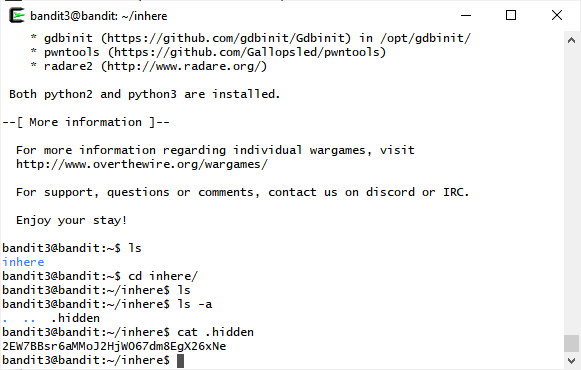 bandit3@bandit: ~/inhere
* gdbinit (https://github.com/gdbinit/Gdbinit) in /opt/gdbinit/
* pwntools (https://github.com/Gallopsled/pwntools)
* radare2 (http://www.radare.org/)
Both python2 and python3 are installed.
--[ More information ]--
For more information regarding individual wargames, visit
http://www.overthewire.org/wargames/
For support, questions or comments, contact us on discord or IRC.
Enjoy your stay!
bandit3@bandit:~$ ls
inhere
bandit3@bandit:~$ cd inhere/
bandit3@bandit:~/inhere$ ls
bandit3@bandit:~/inhere$ ls -a
. .. .hidden
bandit3@bandit:~/inhere$ cat .hidden
2EW7BBsr6aMMoJ2HjW067dm8EgX26xNe
bandit3@bandit:~/inhere$